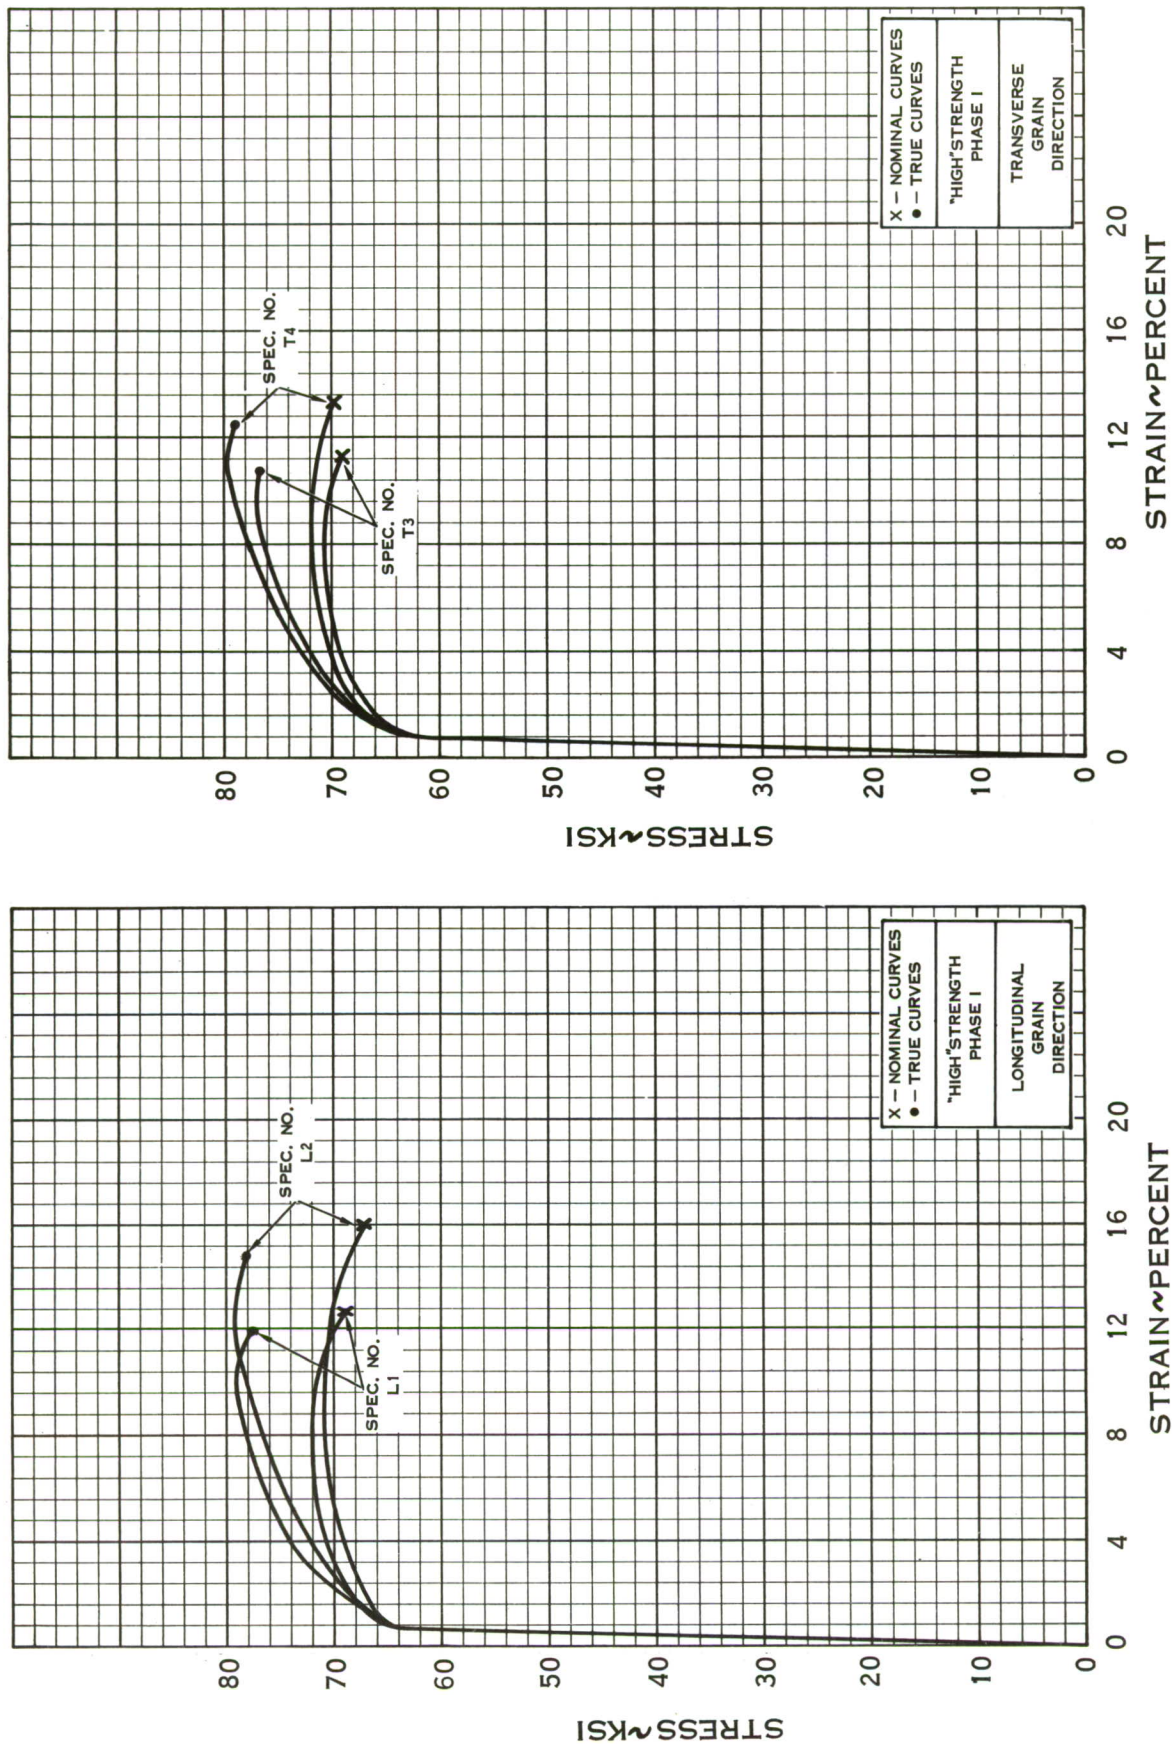 STRESS~KSI
80
70
60
50
40
30
20
10
0
0
4
8
12
16
20
STRAIN~PERCENT
SPEC. NO.
L1
SPEC. NO.
L2
X – NOMINAL CURVES
● – TRUE CURVES
"HIGH" STRENGTH
PHASE I
LONGITUDINAL
GRAIN
DIRECTION
STRESS~KSI
80
70
60
50
40
30
20
10
0
0
4
8
12
16
20
STRAIN~PERCENT
SPEC. NO.
T3
SPEC. NO.
T4
X – NOMINAL CURVES
● – TRUE CURVES
"HIGH" STRENGTH
PHASE I
TRANSVERSE
GRAIN
DIRECTION